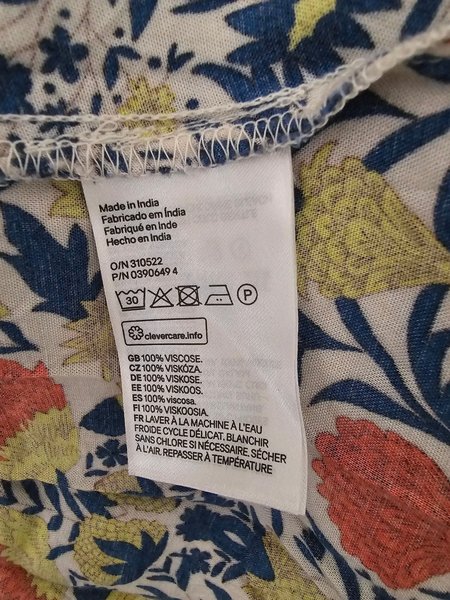 Made in India
Fabricado em Índia
Fabriqué en Inde
Hecho en India
O/N 310522
P/N 0390649 4
30 P
clevercare.info
GB 100% VISCOSE.
CZ 100% VISKÓZA.
DE 100% VISKOSE.
EE 100% VISKOOS.
ES 100% viscosa.
FI 100% VISKOOSIA.
FR LAVER À LA MACHINE À L'EAU
FROIDE CYCLE DÉLICAT. BLANCHIR
SANS CHLORE SI NÉCESSAIRE. SÉCHER
À L'AIR. REPASSER À TEMPÉRATURE